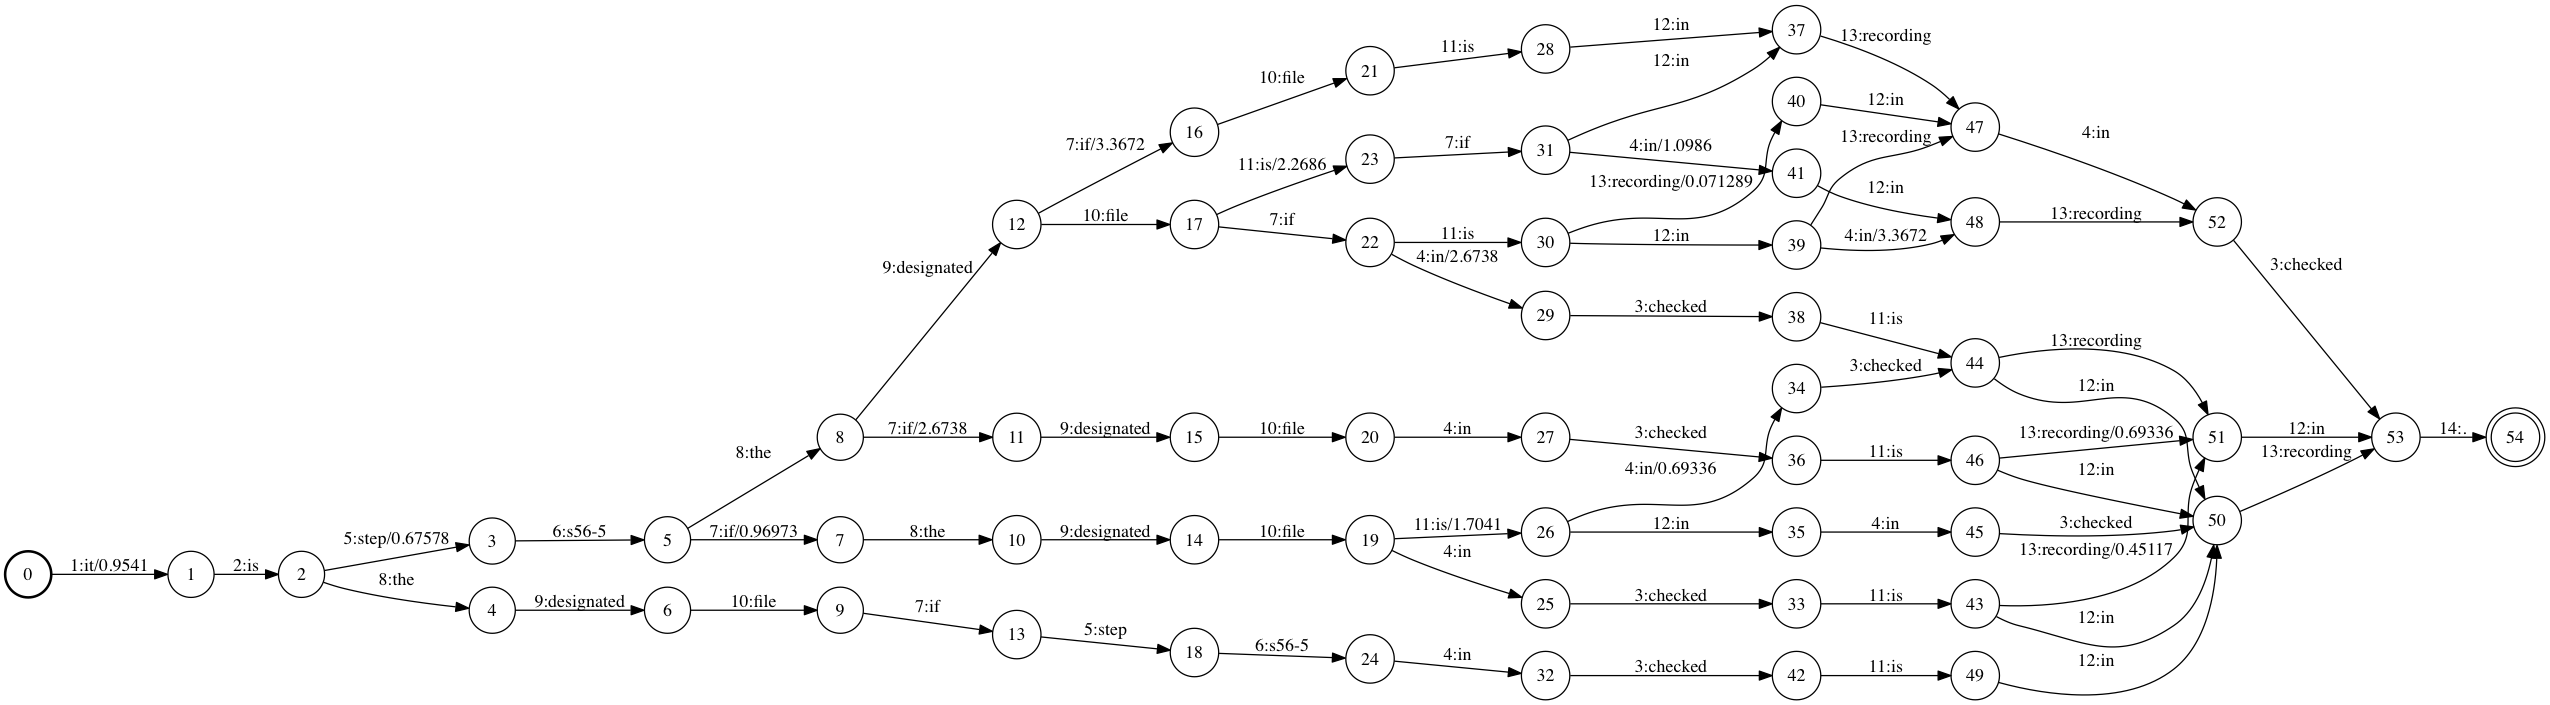 37
12:in
13:recording
28
11:is
12:in
21
10:file
40
12:in
13:recording
47
4:in
16
7:if/3.3672
7:if
31
4:in/1.0986
23
11:is/2.2686
13:recording/0.071289
41
12:in
12
10:file
17
7:if
22
11:is
30
12:in
39
4:in/3.3672
48
13:recording
52
4:in/2.6738
9:designated
3:checked
29
3:checked
38
11:is
44
13:recording
34
3:checked
12:in
8
7:if/2.6738
11
9:designated
15
10:file
20
4:in
27
3:checked
36
11:is
46
13:recording/0.69336
51
12:in
53
14:.
54
8:the
4:in/0.69336
12:in
13:recording
5:step/0.67578
3
6:s56-5
5
7:if/0.96973
7
8:the
10
9:designated
14
10:file
19
11:is/1.7041
26
12:in
35
4:in
45
3:checked
50
4:in
13:recording/0.45117
0
1:it/0.9541
1
2:is
2
8:the
4
9:designated
6
10:file
9
7:if
25
3:checked
33
11:is
43
12:in
13
5:step
18
6:s56-5
24
4:in
32
3:checked
42
11:is
49
12:in